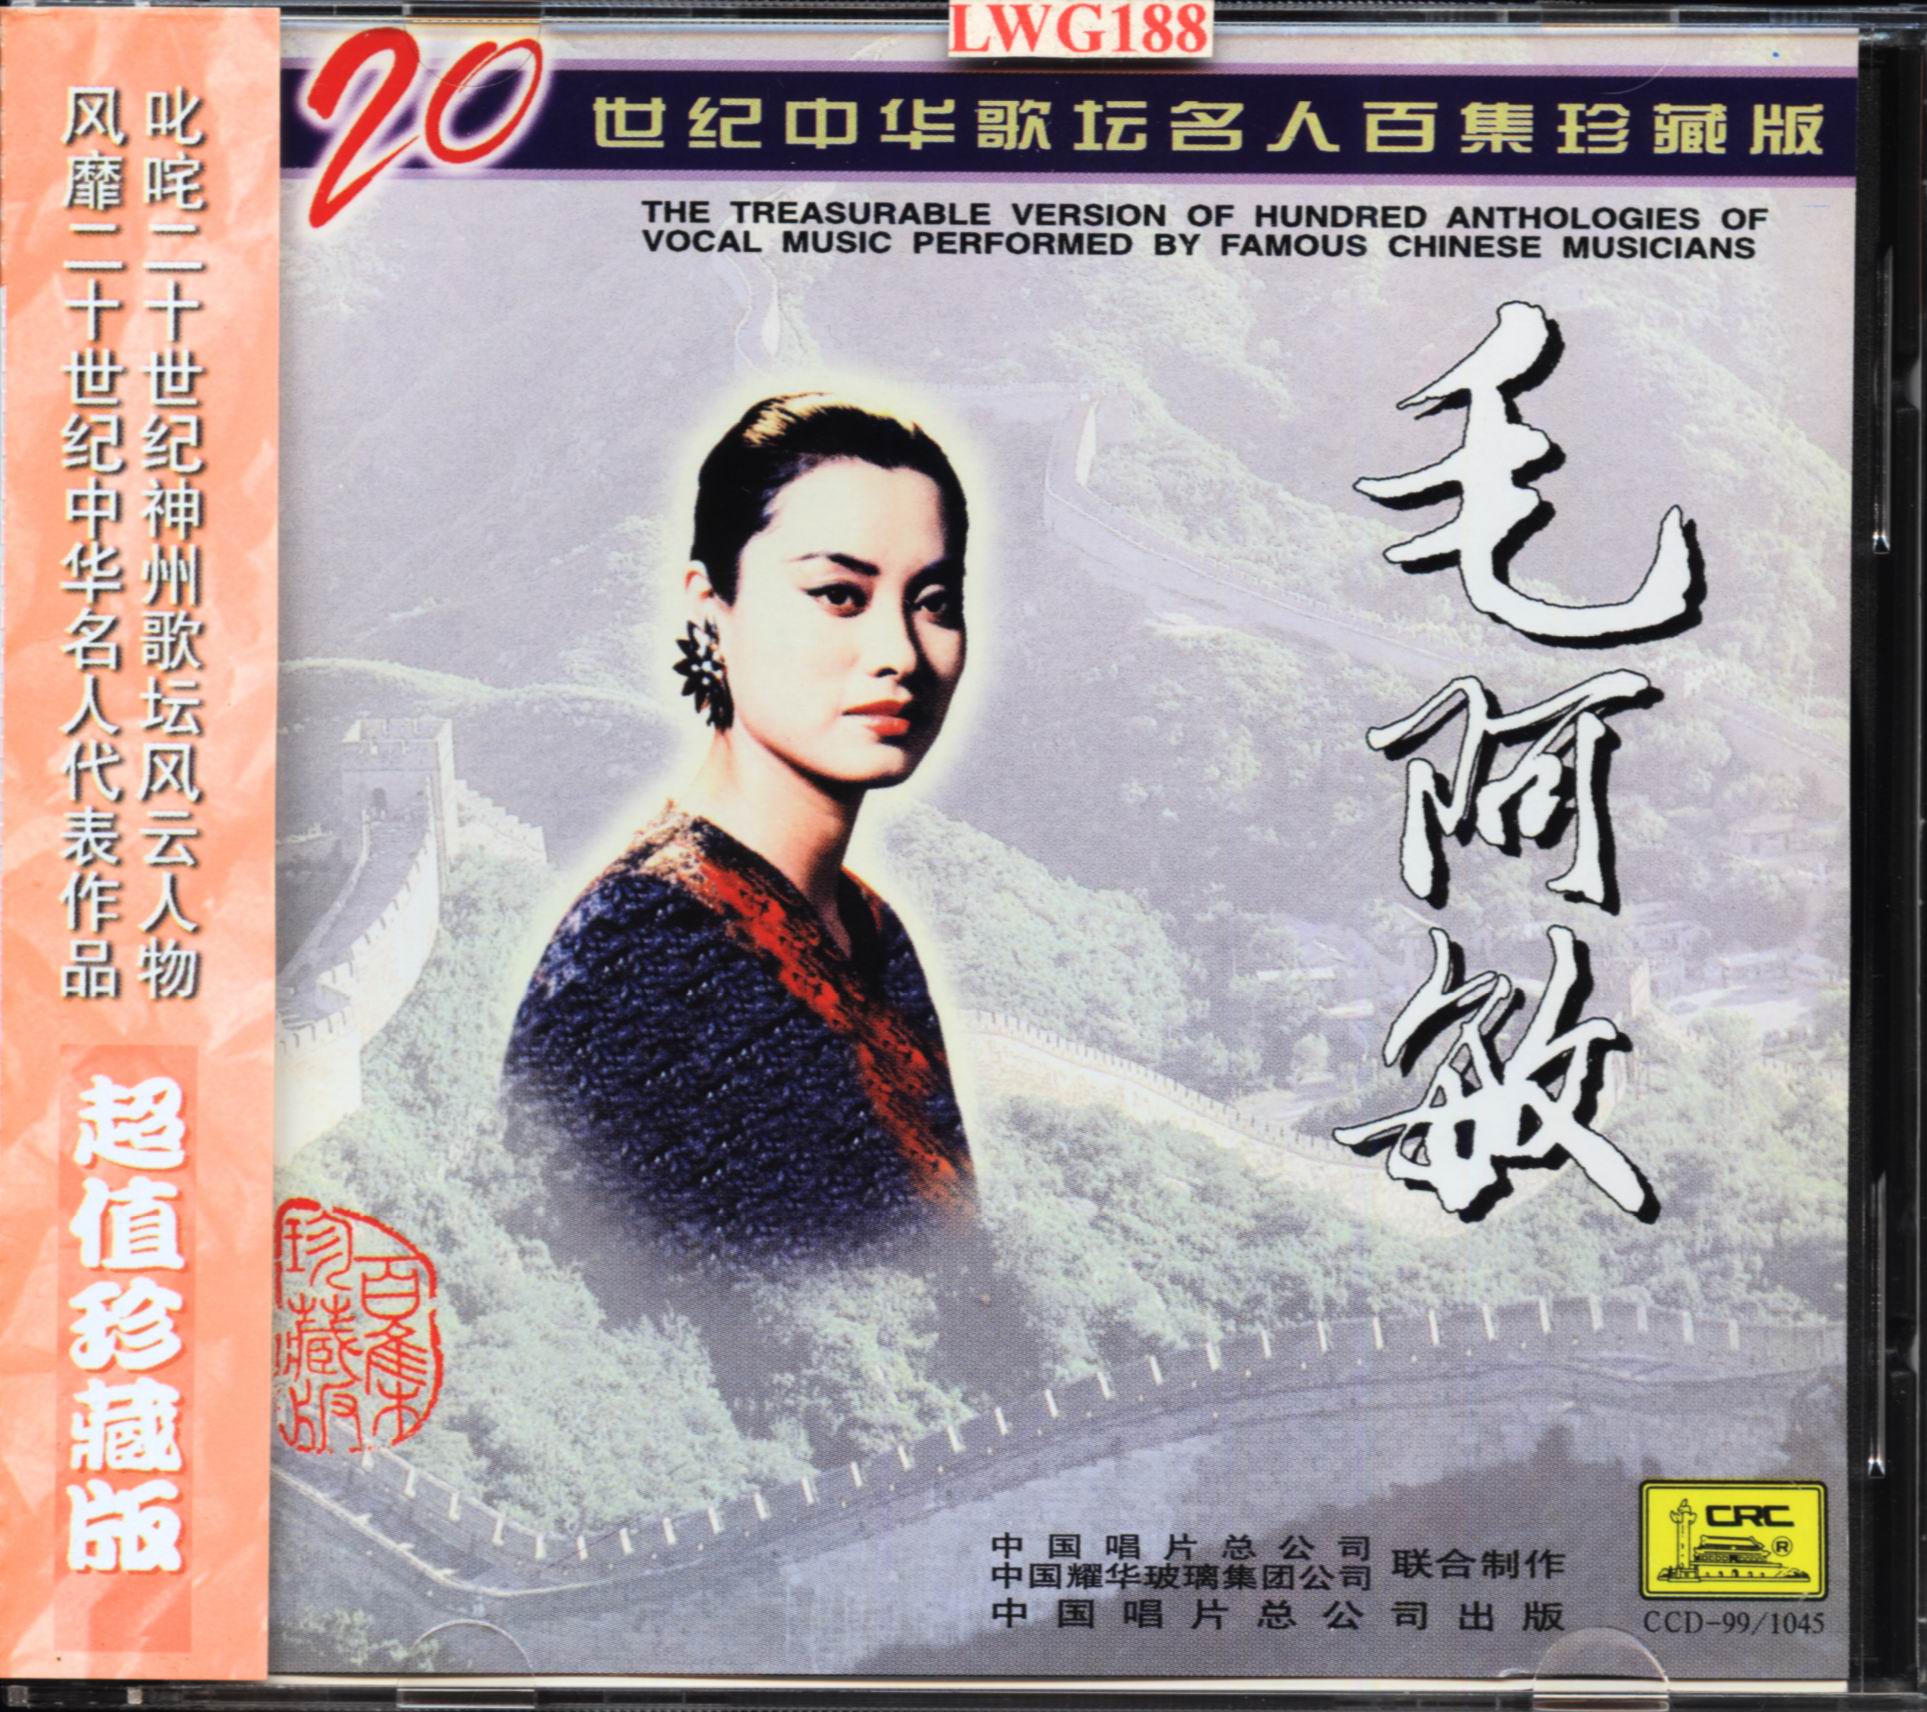 LWG188
20世纪中华歌坛名人百集珍藏版
THE TREASURABLE VERSION OF HUNDRED ANTHOLOGIES OF
VOCAL MUSIC PERFORMED BY FAMOUS CHINESE MUSICIANS
叱咤二十世纪神州歌坛风云人物
风靡二十世纪中华名人代表作品
超值珍藏版
毛阿敏
百集
珍藏版
中国唱片总公司
中国耀华玻璃集团公司
联合制作
中国唱片总公司出版
CRC
®
CCD-99/1045